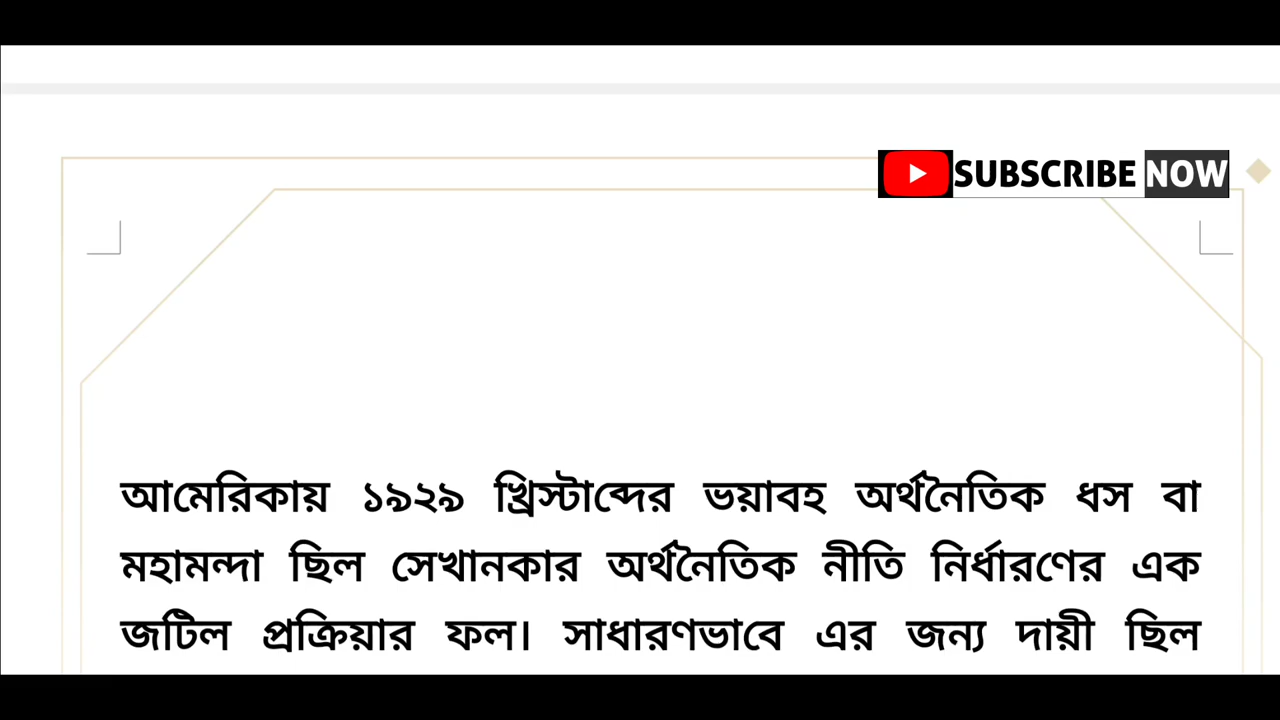 SUBSCRIBE NOW
আমেরিকায় ১৯২৯ খ্রিস্টাব্দের ভয়াবহ অর্থনৈতিক ধস বা
মহামন্দা ছিল সেখানকার অর্থনৈতিক নীতি নির্ধারণের এক
জটিল প্রক্রিয়ার ফল। সাধারণভাবে এর জন্য দায়ী ছিল